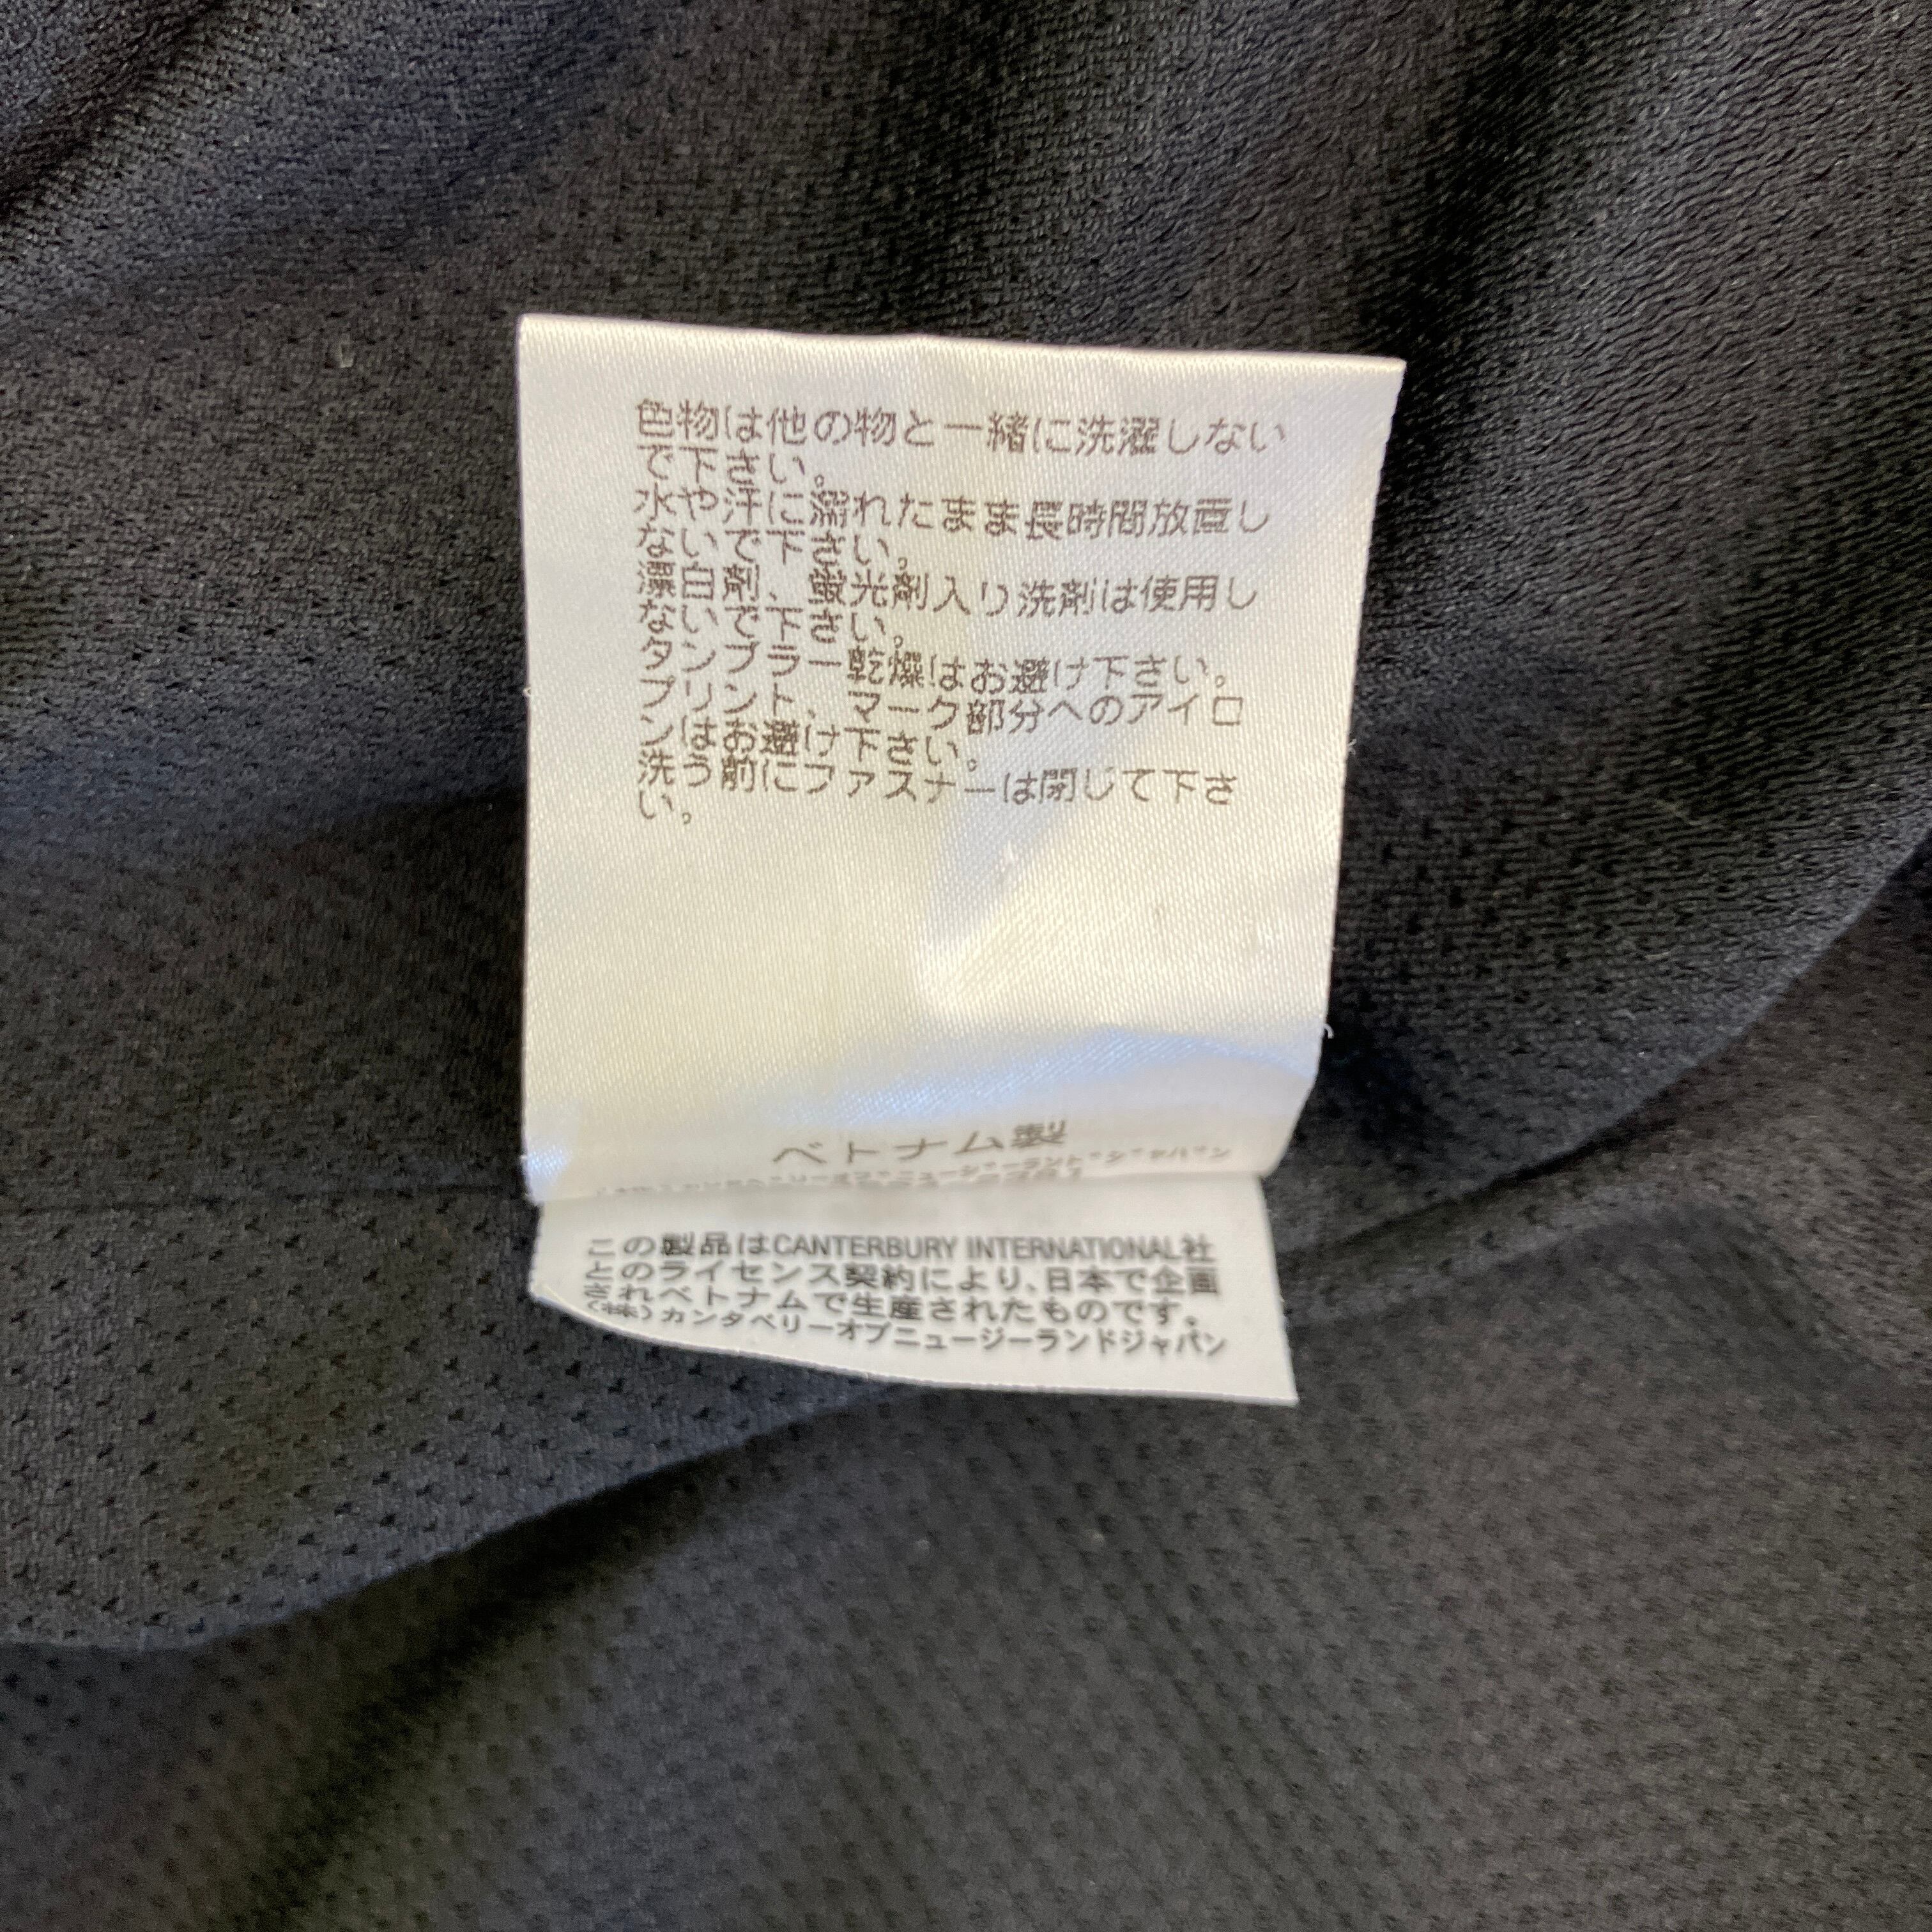 色物は他の物と一緒に洗濯しない
で下さい。
水や汗に濡れたまま長時間放置し
ないで下さい。
漂白剤、蛍光剤入り洗剤は使用し
ないで下さい。
タンブラー乾燥はお避け下さい。
プリント、マーク部分へのアイロ
ンはお避け下さい。
洗う前にファスナーは閉じて下さ
い。
ベトナム製
この製品はCANTERBURY INTERNATIONAL社
とのライセンス契約により、日本で企画
されベトナムで生産されたものです。
(株)カンタベリーオブニュージーランドジャパン